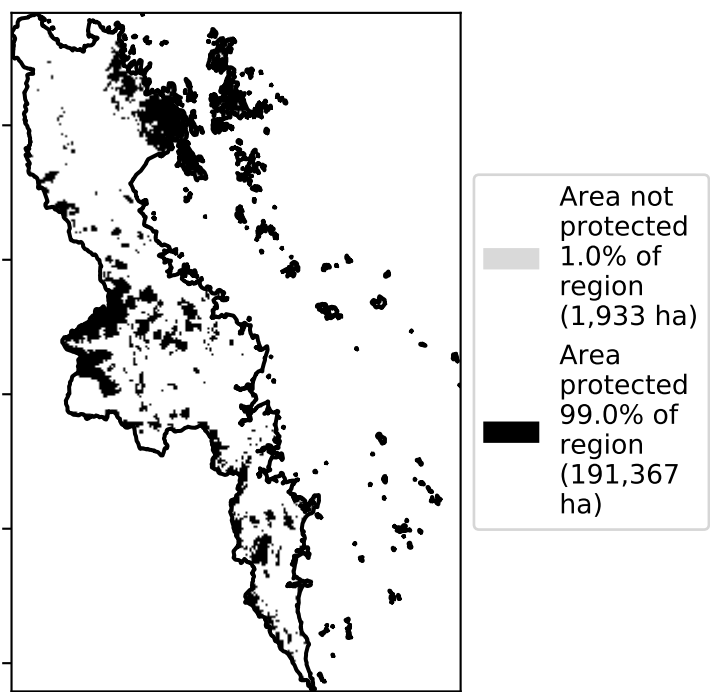 Area not
protected
1.0% of
region
(1,933 ha)
Area
protected
99.0% of
region
(191,367
ha)